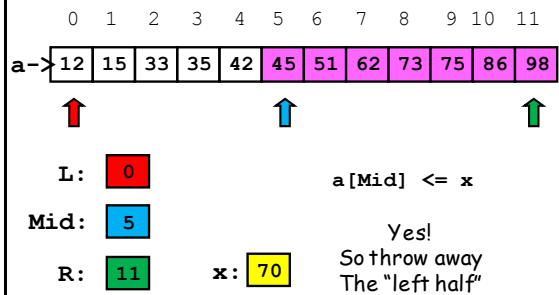 0 1 2 3 4 5 6 7 8 9 10 11
a-> 12 15 33 35 42 45 51 62 73 75 86 98
L: 0
a[Mid] <= x
Mid: 5
Yes!
So throw away
R: 11 x: 70
The “left half”